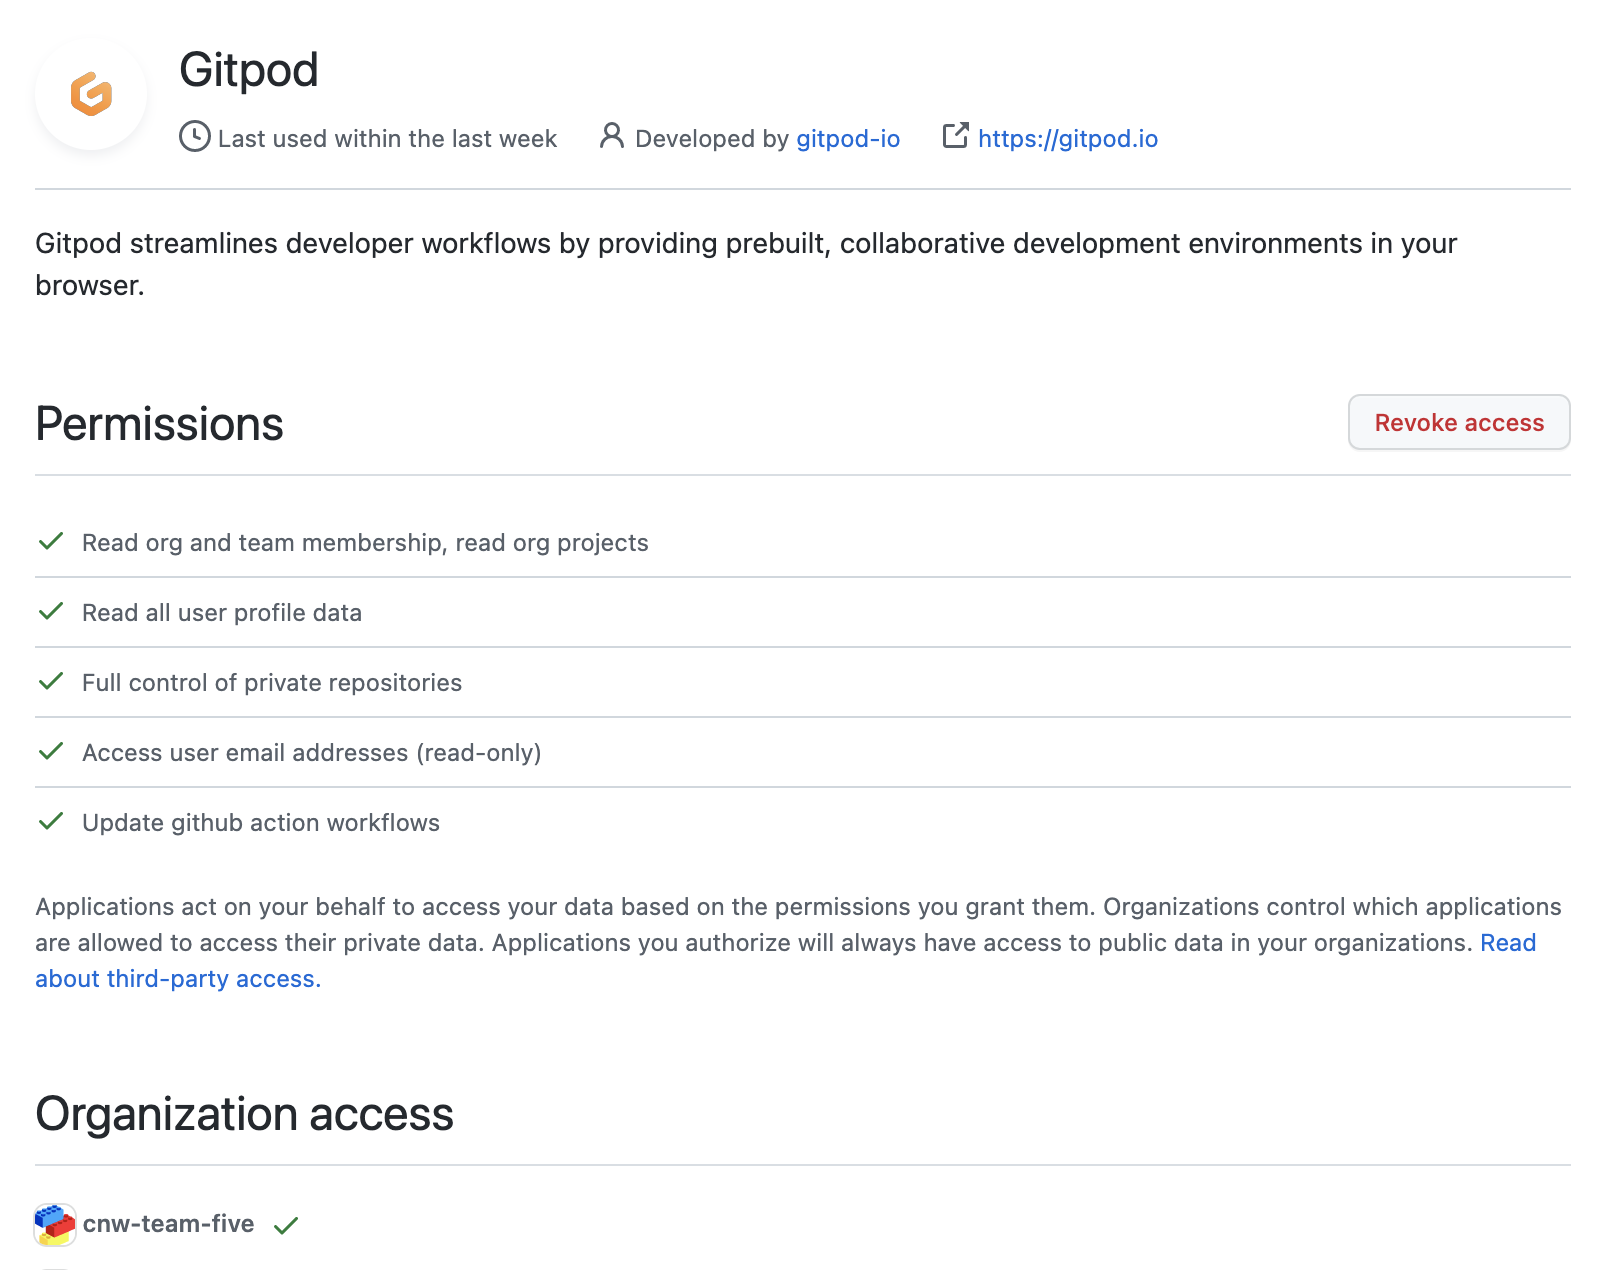 Gitpod
Last used within the last week Developed by gitpod-io https://gitpod.io
Gitpod streamlines developer workflows by providing prebuilt, collaborative development environments in your
browser.
Permissions
Revoke access
Read org and team membership, read org projects
Read all user profile data
Full control of private repositories
Access user email addresses (read-only)
Update github action workflows
Applications act on your behalf to access your data based on the permissions you grant them. Organizations control which applications
are allowed to access their private data. Applications you authorize will always have access to public data in your organizations. Read
about third-party access.
Organization access
cnw-team-five